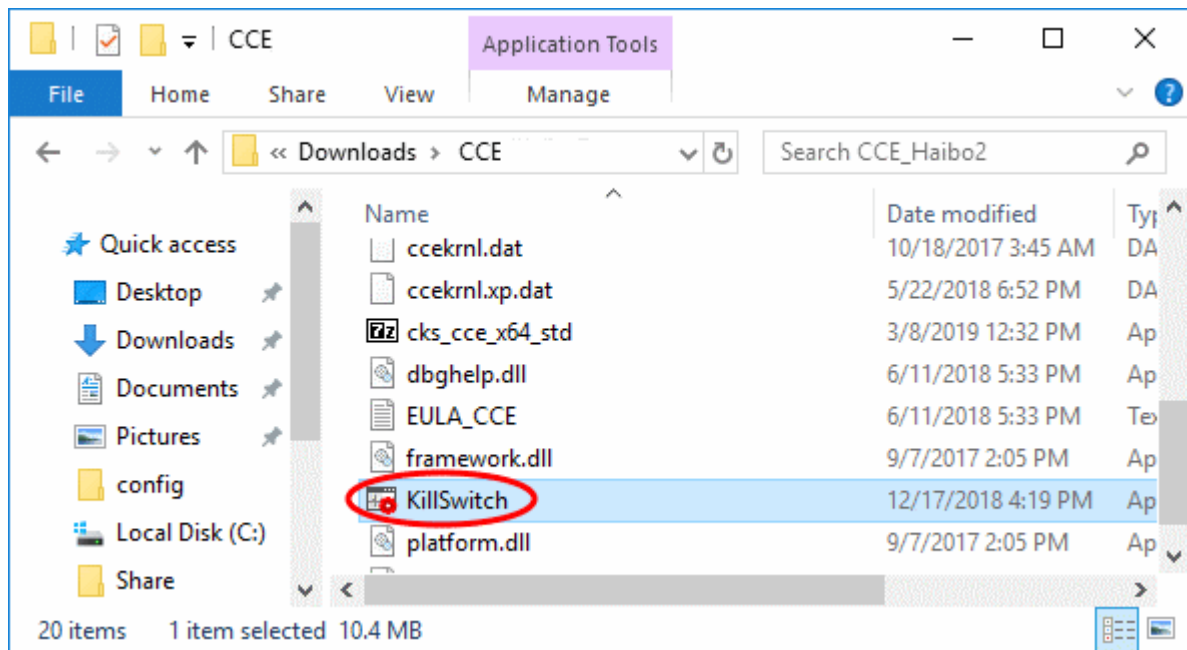 CCE
Application Tools
File Home Share View Manage
« Downloads > CCE
Search CCE_Haibo2
Quick access
Desktop
Downloads
Documents
Pictures
config
Local Disk (C:)
Share
Name Date modified Typ
ccekrnl.dat 10/18/2017 3:45 AM DA
ccekrnl.xp.dat 5/22/2018 6:52 PM DA
cks_cce_x64_std 3/8/2019 12:32 PM Ap
dbghelp.dll 6/11/2018 5:33 PM Ap
EULA_CCE 6/11/2018 5:33 PM Tex
framework.dll 9/7/2017 2:05 PM Ap
KillSwitch 12/17/2018 4:19 PM Ap
platform.dll 9/7/2017 2:05 PM Ap
20 items 1 item selected 10.4 MB